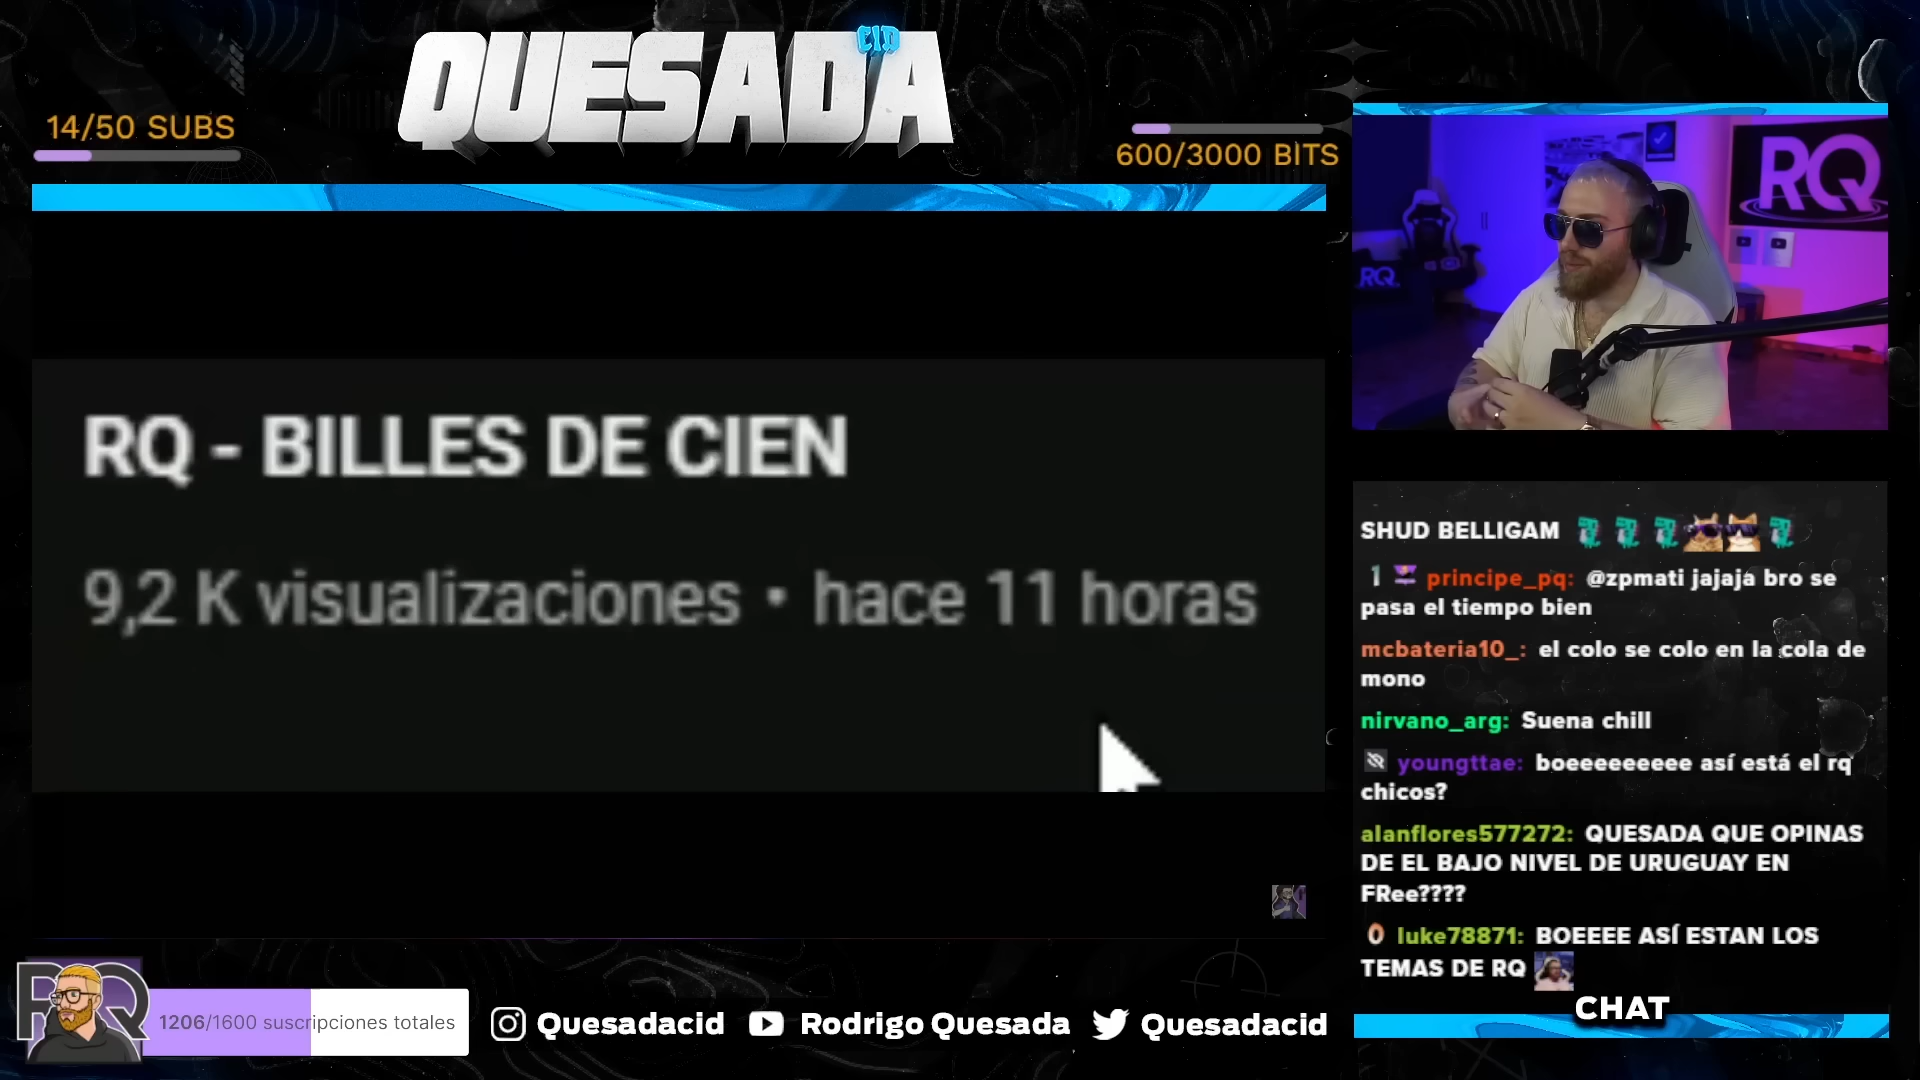 QUESADA
CID
14/50 SUBS
600/3000 BITS
RQ
RQ
RQ - BILLES DE CIEN
9,2 K visualizaciones • hace 11 horas
SHUD BELLIGAM
principe_pq: @zpmati jajaja bro se
pasa el tiempo bien
mcbateria10_: el colo se colo en la cola de
mono
nirvano_arg: Suena chill
youngttae: boeeeeeeeee así está el rq
chicos?
alanflores577272: QUESADA QUE OPINAS
DE EL BAJO NIVEL DE URUGUAY EN
FRee????
luke78871: BOEEEE ASÍ ESTAN LOS
TEMAS DE RQ
CHAT
RQ
1206/1600 suscripciones totales
Quesadacid
Rodrigo Quesada
Quesadacid